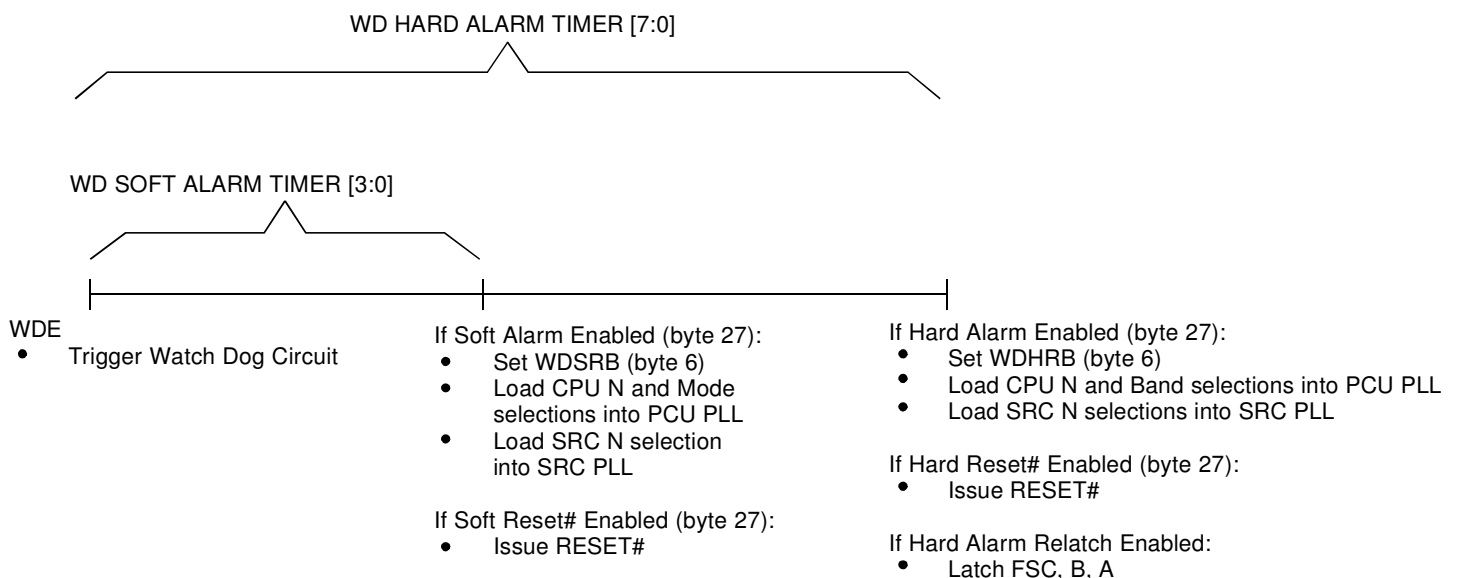 WD HARD ALARM TIMER [7:0]
WD SOFT ALARM TIMER [3:0]
WDE
• Trigger Watch Dog Circuit
If Soft Alarm Enabled (byte 27):
• Set WDSRB (byte 6)
• Load CPU N and Mode
selections into PCU PLL
• Load SRC N selection
into SRC PLL
If Soft Reset# Enabled (byte 27):
• Issue RESET#
If Hard Alarm Enabled (byte 27):
• Set WDHRB (byte 6)
• Load CPU N and Band selections into PCU PLL
• Load SRC N selections into SRC PLL
If Hard Reset# Enabled (byte 27):
• Issue RESET#
If Hard Alarm Relatch Enabled:
• Latch FSC, B, A